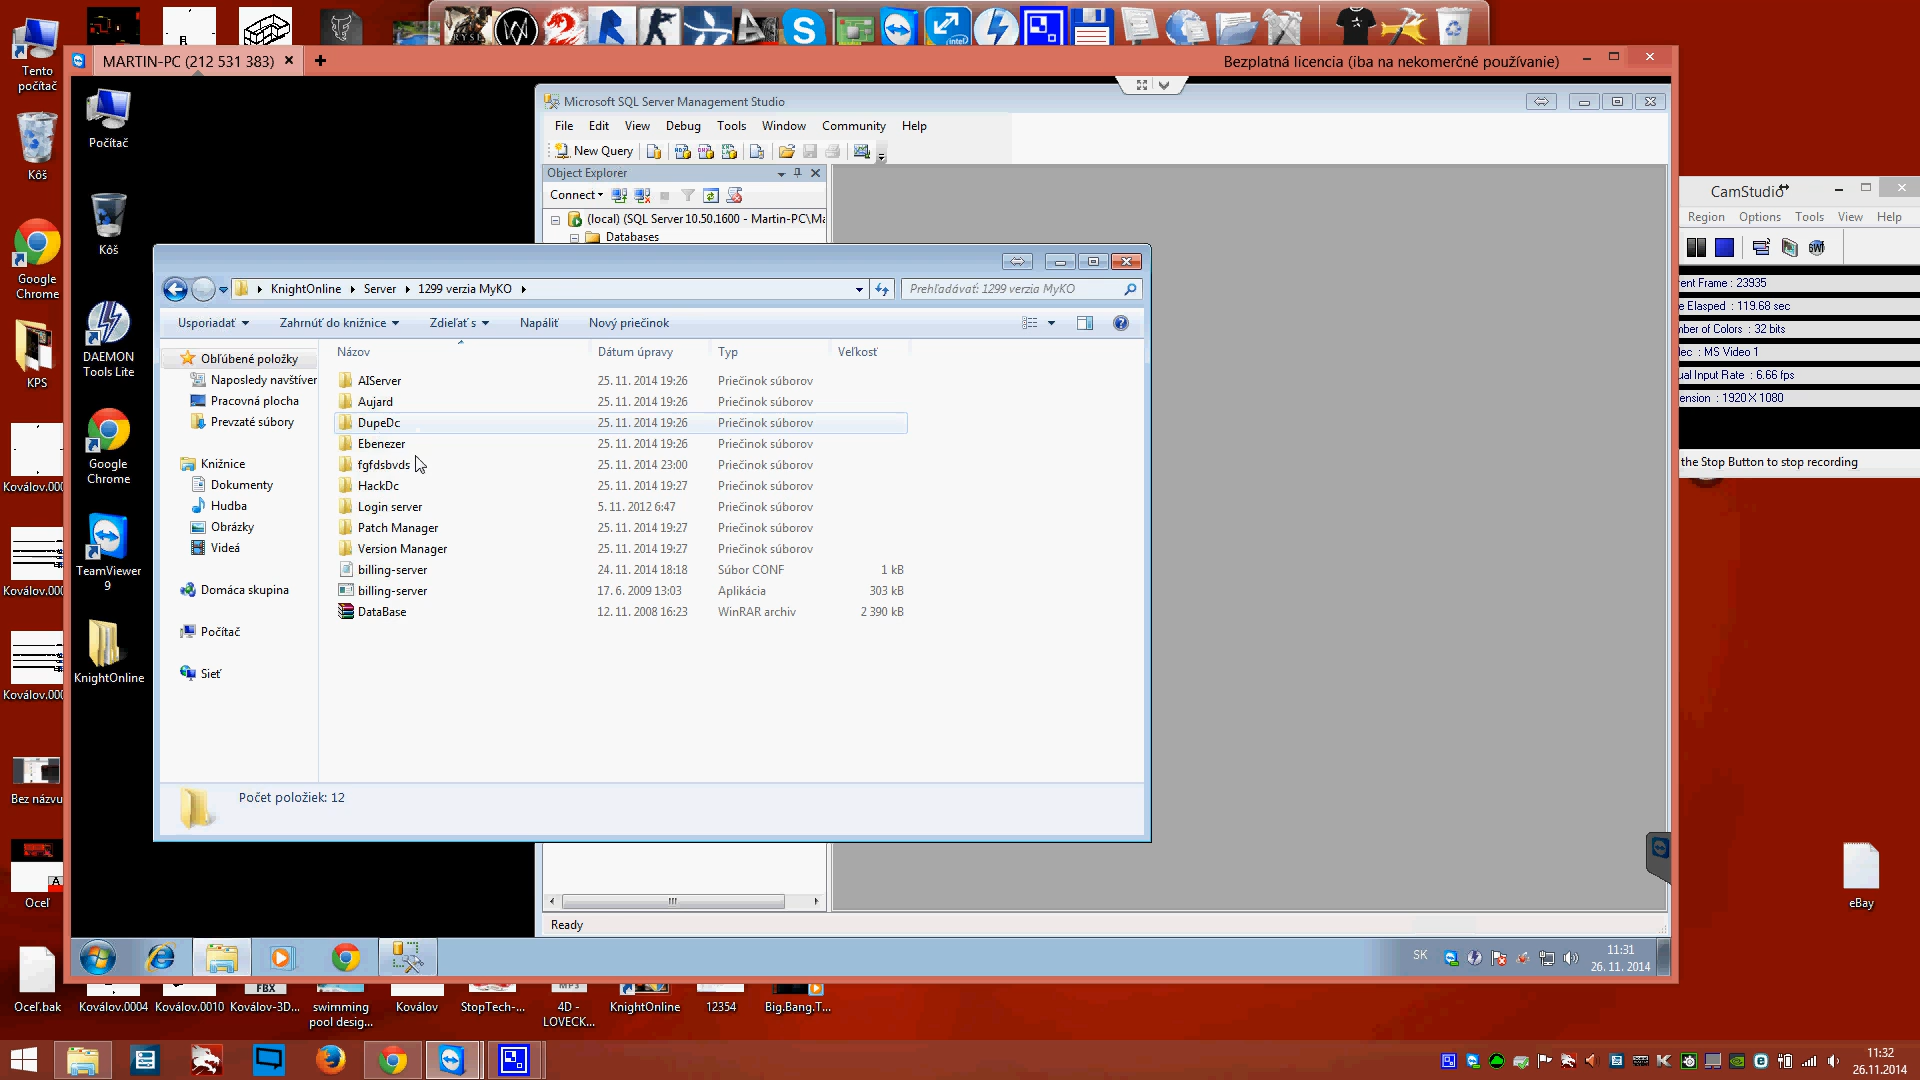 Tento
počítač
Kôš
Google
Chrome
KPS
Koválov.000
Koválov.000
Koválov.000
Bez názvu
Oceľ
Oceľ.bak
MARTIN-PC (212 531 383)
Bezplatná licencia (iba na nekomerčné používanie)
Počítač
Kôš
DAEMON
Tools Lite
Google
Chrome
TeamViewer
9
KnightOnline
Microsoft SQL Server Management Studio
File Edit View Debug Tools Window Community Help
New Query
Object Explorer
Connect
(local) (SQL Server 10.50.1600 - Martin-PC\Ma
Databases
KnightOnline Server 1299 verzia MyKO
Prehľadávať: 1299 verzia MyKO
Usporiadať Zahrnúť do knižnice Zdieľať s Napáliť Nový priečinok
Obľúbené položky
Naposledy navštíver
Pracovná plocha
Prevzaté súbory
Knižnice
Dokumenty
Hudba
Obrázky
Videá
Domáca skupina
Počítač
Sieť
Názov Dátum úpravy Typ Veľkosť
AIServer 25. 11. 2014 19:26 Priečinok súborov
Aujard 25. 11. 2014 19:26 Priečinok súborov
DupeDc 25. 11. 2014 19:26 Priečinok súborov
Ebenezer 25. 11. 2014 19:26 Priečinok súborov
fgfdsbvds 25. 11. 2014 23:00 Priečinok súborov
HackDc 25. 11. 2014 19:27 Priečinok súborov
Login server 5. 11. 2012 6:47 Priečinok súborov
Patch Manager 25. 11. 2014 19:27 Priečinok súborov
Version Manager 25. 11. 2014 19:27 Priečinok súborov
billing-server 24. 11. 2014 18:18 Súbor CONF 1 kB
billing-server 17. 6. 2009 13:03 Aplikácia 303 kB
DataBase 12. 11. 2008 16:23 WinRAR archiv 2 390 kB
Počet položiek: 12
Ready
SK
11:31
26. 11. 2014
CamStudio
Region Options Tools View Help
ent Frame : 23935
e Elasped : 119.68 sec
nber of Colors : 32 bits
ec : MS Video 1
ual Input Rate : 6.66 fps
ension : 1920 X 1080
the Stop Button to stop recording
eBay
Koválov.0004
Koválov.0010
FBX
Koválov-3D...
swimming
pool desig...
Koválov
StopTech-...
4D -
LOVECK...
KnightOnline
12354
Big.Bang.T...
11:32
26.11.2014